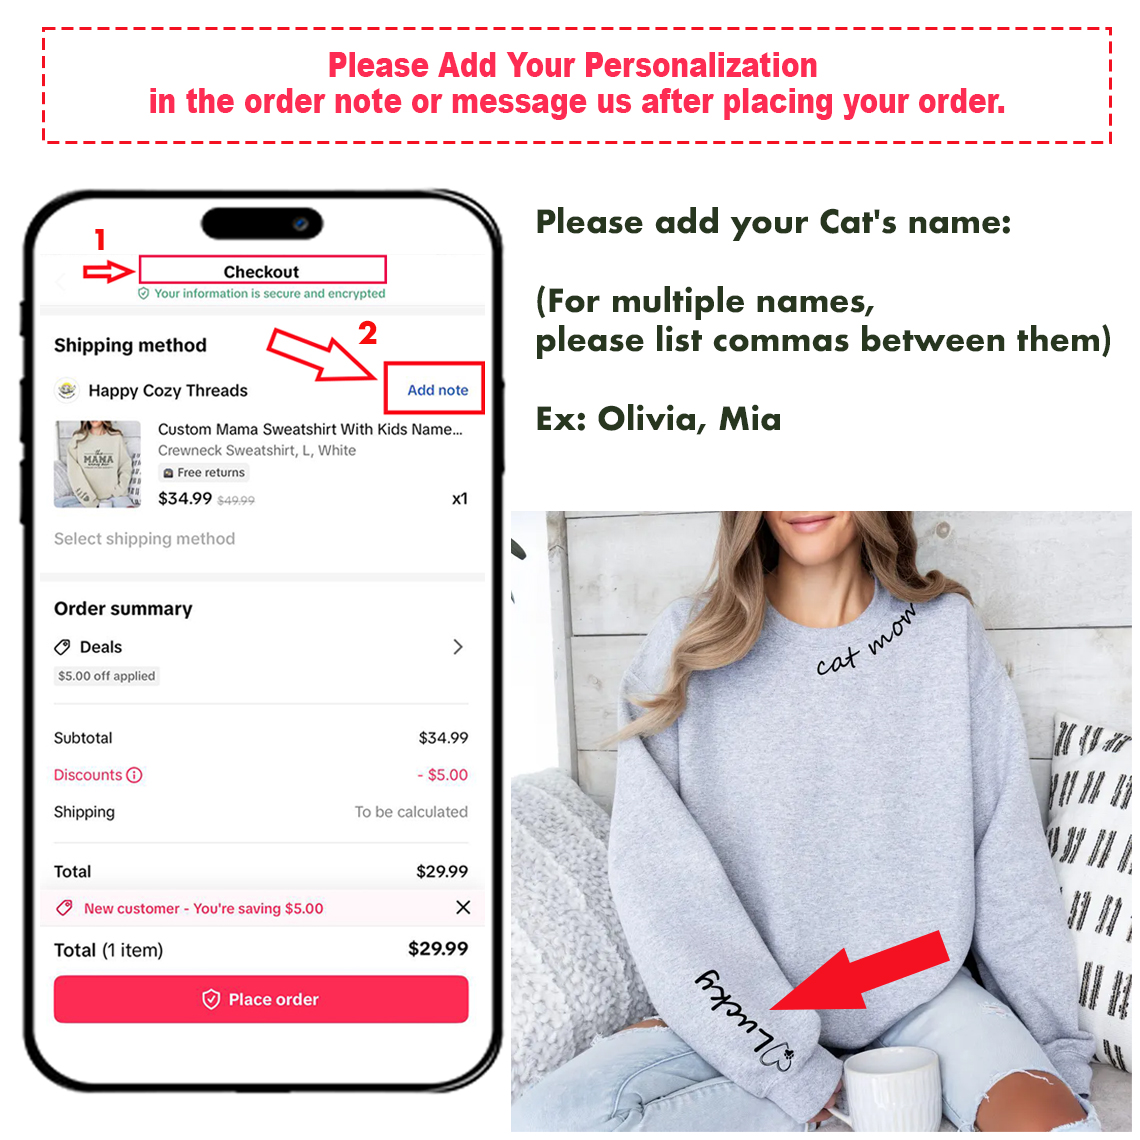 Please Add Your Personalization
in the order note or message us after placing your order.
1
Checkout
Your information is secure and encrypted
2
Shipping method
Happy Cozy Threads
Add note
Custom Mama Sweatshirt With Kids Name...
Crewneck Sweatshirt, L, White
Free returns
$34.99 $49.99
x1
Select shipping method
MAMA
Order summary
Deals
$5.00 off applied
Subtotal
$34.99
Discounts
- $5.00
Shipping
To be calculated
Total
$29.99
New customer - You're saving $5.00
Total (1 item)
$29.99
Place order
Please add your Cat's name:
(For multiple names,
please list commas between them)
Ex: Olivia, Mia
cat mom
Lucky